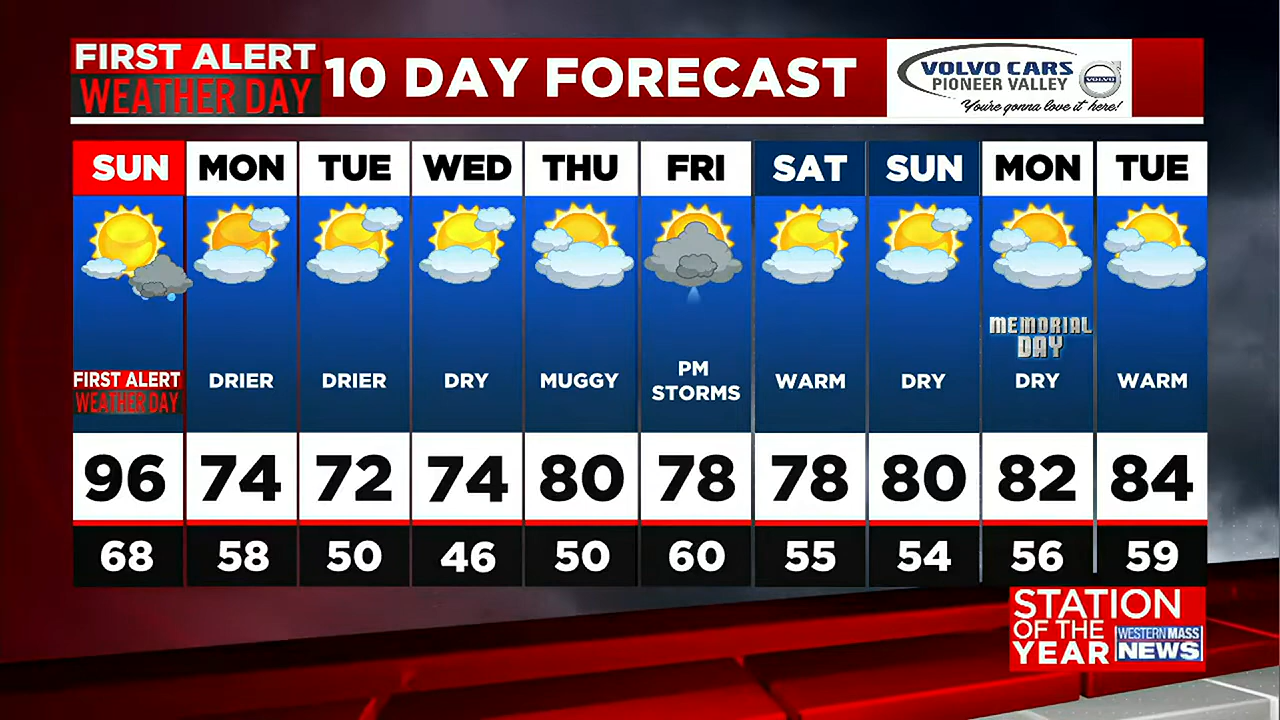 FIRST ALERT
WEATHER DAY
10 DAY FORECAST
VOLVO CARS
PIONEER VALLEY
VOLVO
You're gonna love it here!
SUN MON TUE WED THU FRI SAT SUN MON TUE
MEMORIAL
DAY
FIRST ALERT
WEATHER DAY
DRIER DRIER DRY MUGGY PM STORMS WARM DRY DRY WARM
96 74 72 74 80 78 78 80 82 84
68 58 50 46 50 60 55 54 56 59
STATION
OF THE
YEAR
WESTERN MASS
NEWS